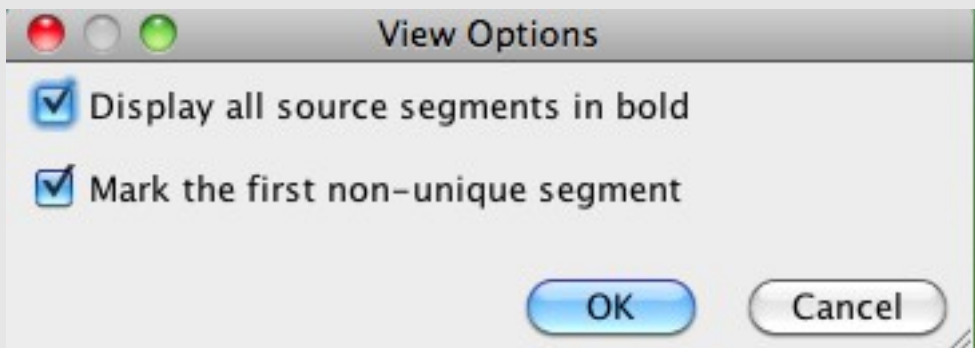 View Options
Display all source segments in bold
Mark the first non-unique segment
OK Cancel